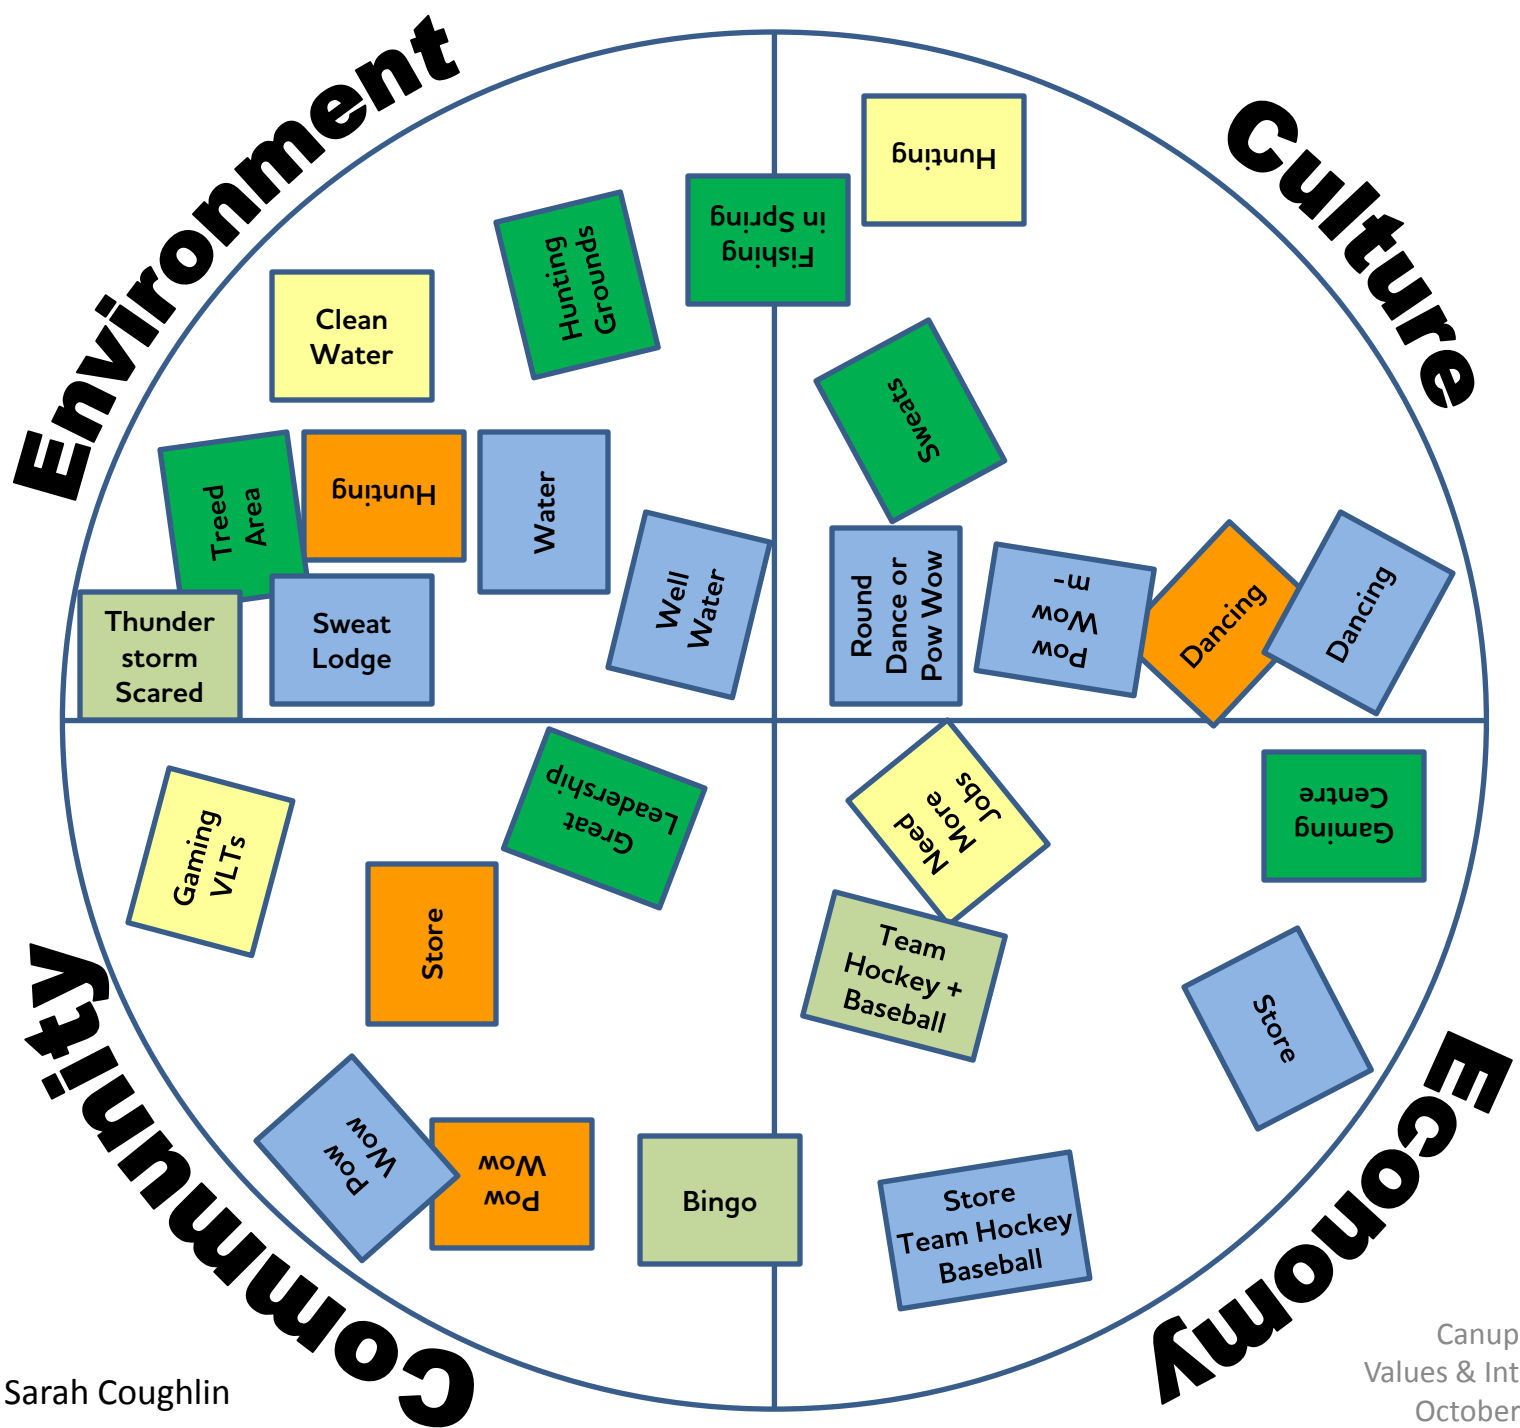 Environment
Culture
Hunting
Fishing
in Spring
Hunting
Grounds
Clean
Water
Sweats
Treed
Area
Hunting
Water
Well
Water
Thunder
storm
Scared
Sweat
Lodge
Round
Dance or
Pow Wow
Pow
Wow
-m
Dancing
Dancing
Great
Leadership
Gaming
VLTs
Store
Pow
Wow
Pow
Wow
Bingo
Need
More
Jobs
Gaming
Centre
Team
Hockey +
Baseball
Store
Store
Team Hockey
Baseball
Community
Economy
Sarah Coughlin
Canup
Values & Int
October